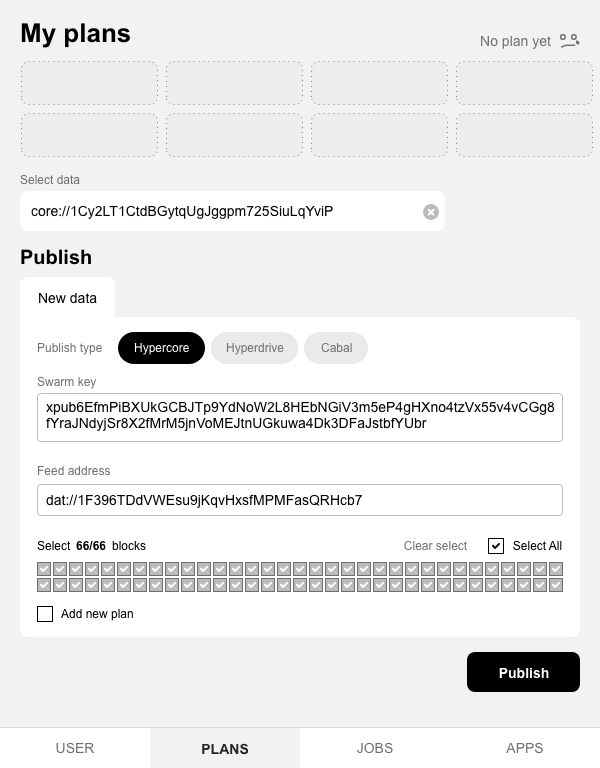 My plans
No plan yet
Select data
core://1Cy2LT1CtdBGytqUgJggpm725SiuLqYviP
Publish
New data
Publish type Hypercore Hyperdrive Cabal
Swarm key
xpub6EfmPiBXUkGCBJTp9YdNoW2L8HEbNGiV3m5eP4gHXno4tzVx55v4vCGg8
fYraJNdyjSr8X2fMrM5jnVoMEJtnUGkuwa4Dk3DFaJstbfYUbr
Feed address
dat://1F396TDdVWEsu9jKqvHxsfMPMFasQRHcb7
Select 66/66 blocks Clear select Select All
Add new plan
Publish
USER PLANS JOBS APPS